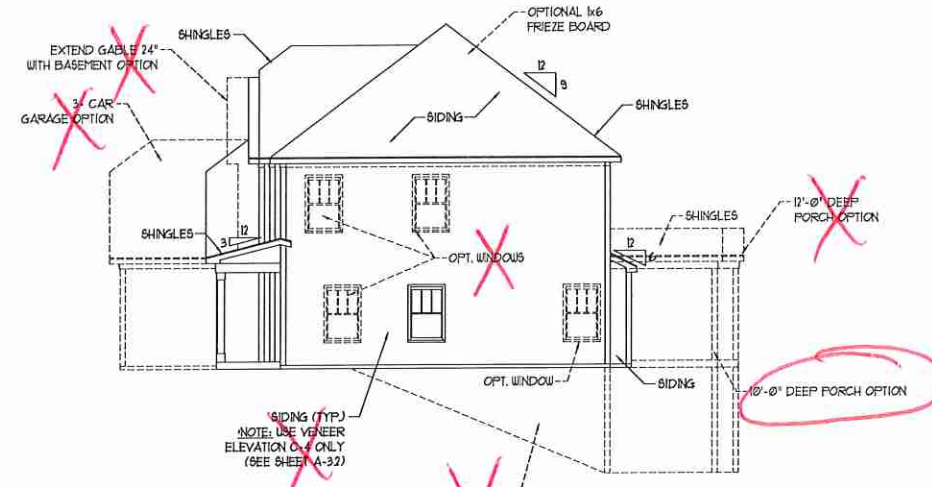 OPTIONAL 1x6
FRIEZE BOARD
SHINGLES
EXTEND GABLE 24"
WITH BASEMENT OPTION
12
9
3-CAR
GARAGE OPTION
SIDING
SHINGLES
12'-0" DEEP
PORCH OPTION
SHINGLES
SHINGLES
12
3
12
6
OPT. WINDOWS
OPT. WINDOW
SIDING
10'-0" DEEP PORCH OPTION
SIDING (TYP.)
NOTE: USE VENEER
ELEVATION C-4 ONLY
(SEE SHEET A-32)